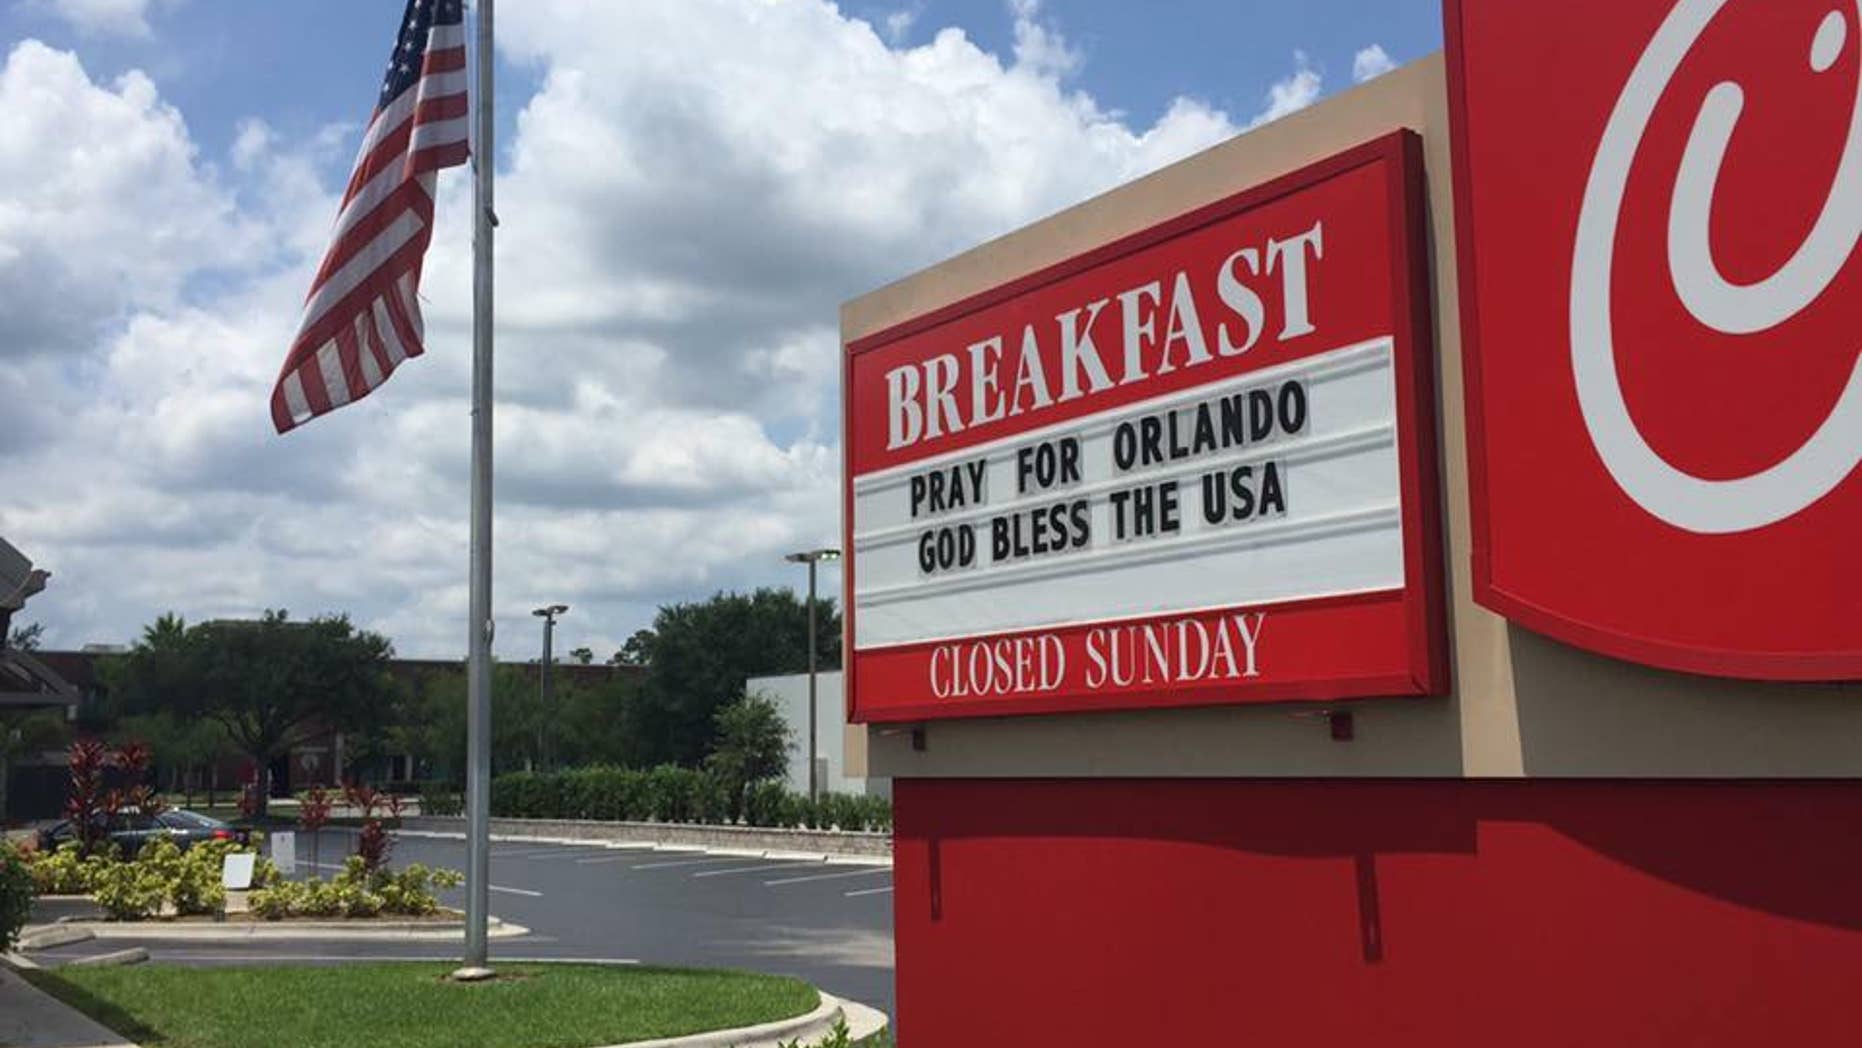 BREAKFAST
PRAY FOR ORLANDO
GOD BLESS THE USA
CLOSED SUNDAY